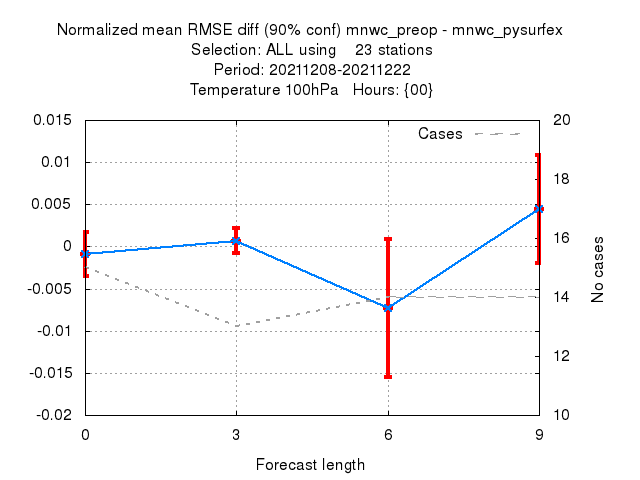 Normalized mean RMSE diff (90% conf) mnwc_preop - mnwc_pysurfex
Selection: ALL using    23 stations
Period: 20211208-20211222
Temperature 100hPa   Hours: {00}
Cases
0.015
0.01
0.005
0
-0.005
-0.01
-0.015
-0.02
20
18
16
14
12
10
No cases
0
3
6
9
Forecast length